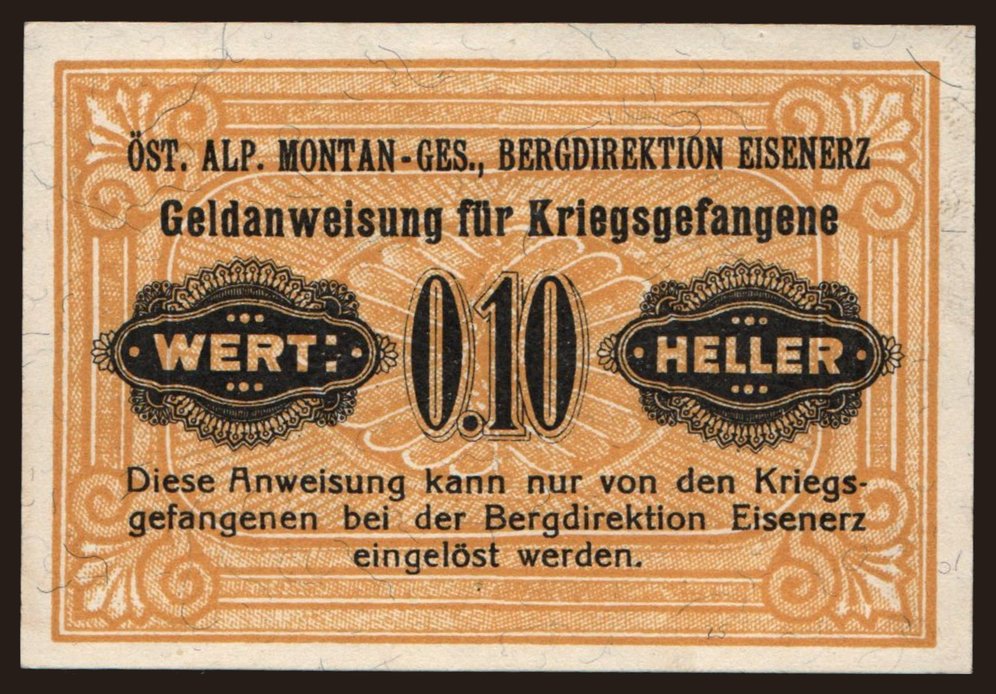 ÖST. ALP. MONTAN-GES., BERGDIREKTION EISENERZ
Geldanweisung für Kriegsgefangene
WERT: 0.10 HELLER
Diese Anweisung kann nur von den Kriegs-
gefangenen bei der Bergdirektion Eisenerz
eingelöst werden.